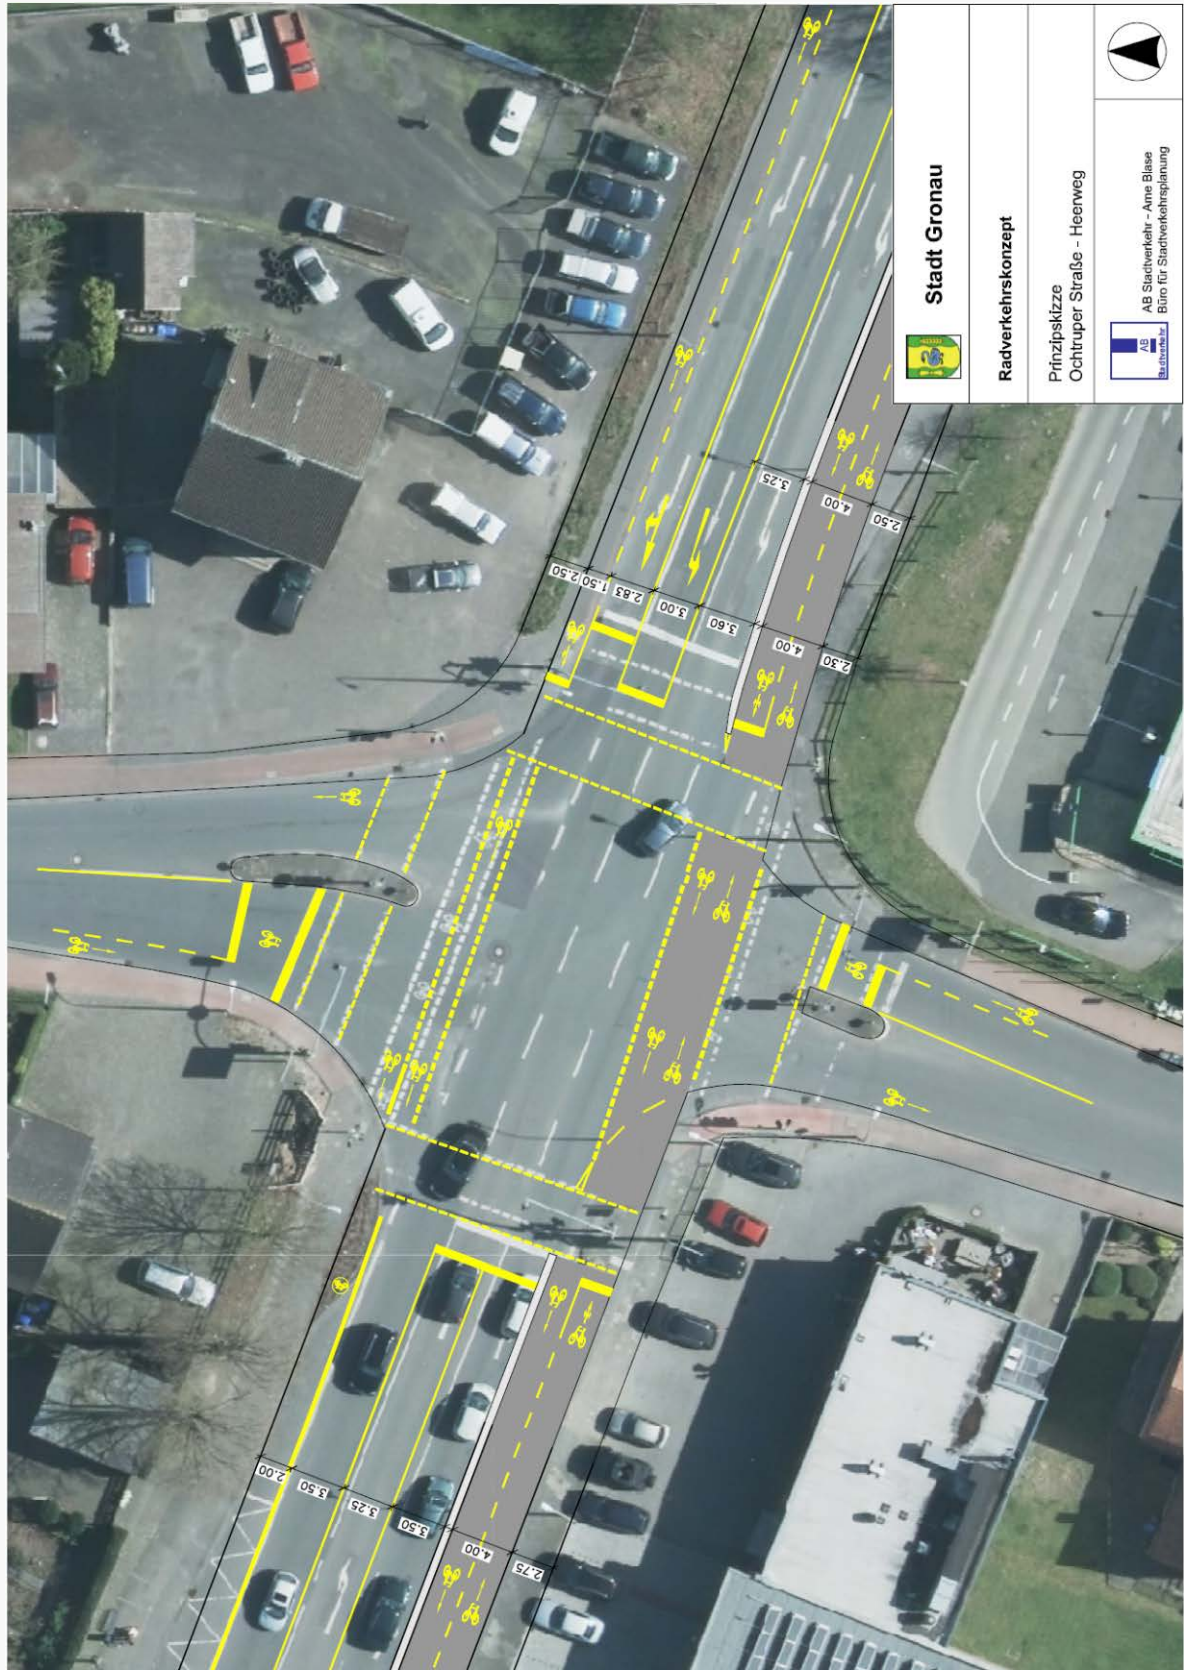 Stadt Gronau
Radverkehrskonzept
Prinzipskizze
Ochtruper Straße - Heerweg
AB
Stadtverkehr
AB Stadtverkehr - Arne Blase
Büro für Stadtverkehrsplanung
2.50
1.50
2.83
3.00
3.60
4.00
2.30
3.25
4.00
2.50
2.00
3.50
3.25
3.50
4.00
2.75